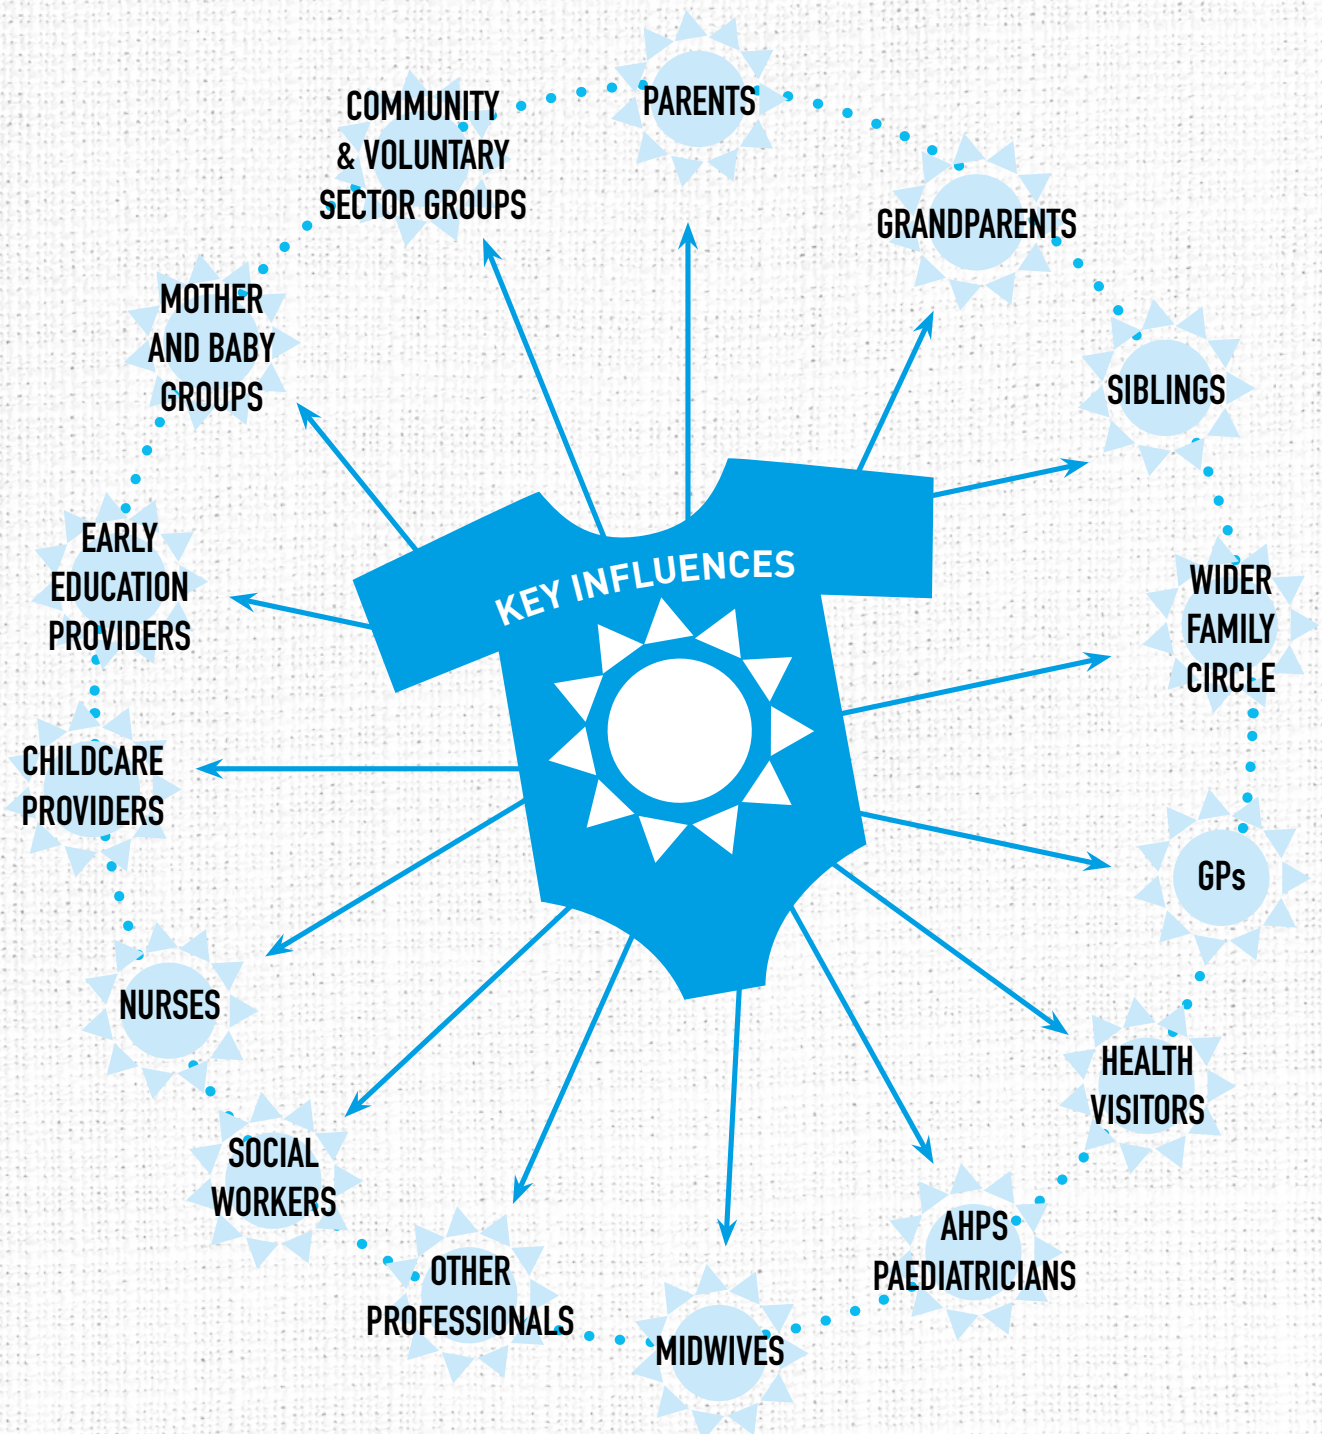 PARENTS
GRANDPARENTS
SIBLINGS
WIDER
FAMILY
CIRCLE
GPs
HEALTH
VISITORS
AHPS
PAEDIATRICIANS
MIDWIVES
OTHER
PROFESSIONALS
SOCIAL
WORKERS
NURSES
CHILDCARE
PROVIDERS
EARLY
EDUCATION
PROVIDERS
MOTHER
AND BABY
GROUPS
COMMUNITY
& VOLUNTARY
SECTOR GROUPS
KEY INFLUENCES